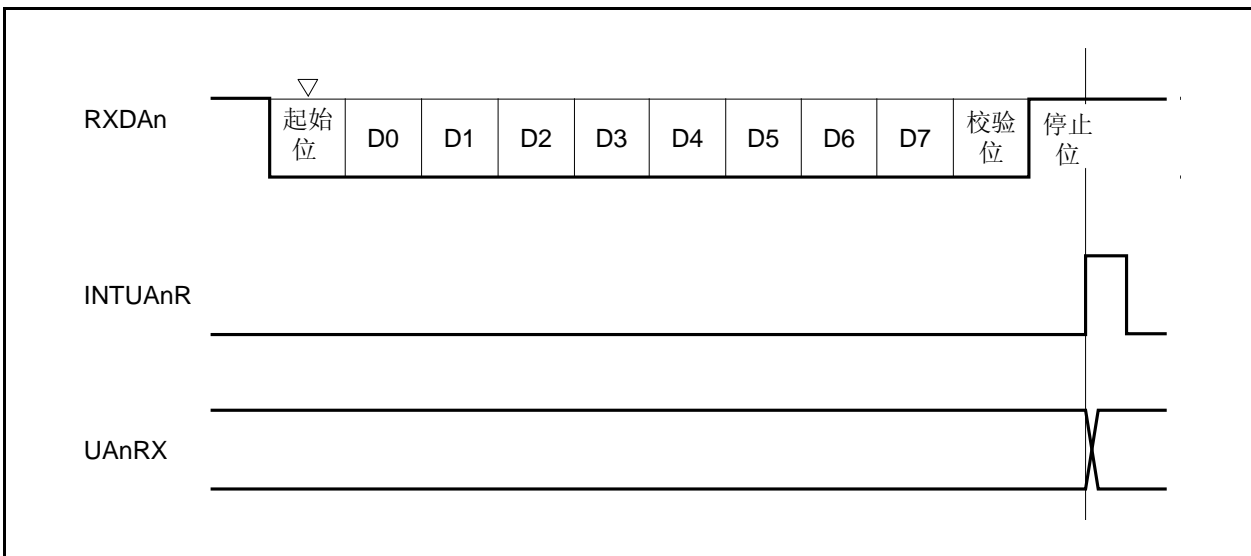 RXDAn
起始
位
D0
D1
D2
D3
D4
D5
D6
D7
校验
位
停止
位
INTUAnR
UAnRX